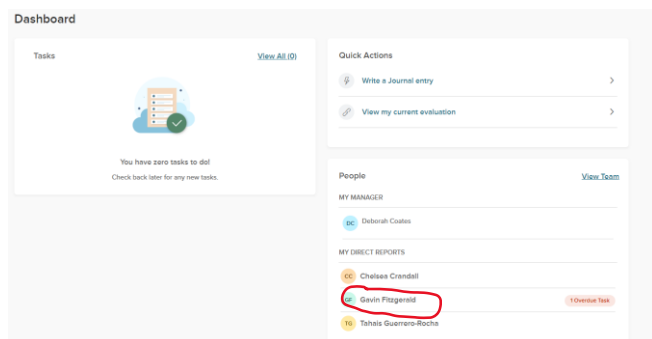 Dashboard
Tasks
View All (0)
You have zero tasks to do!
Check back later for any new tasks.
Quick Actions
Write a Journal entry
View my current evaluation
People
View Team
MY MANAGER
DC Deborah Coates
MY DIRECT REPORTS
CC Chelsea Crandall
GF Gavin Fitzgerald
1 Overdue Task
TG Tahais Guerrero-Rocha